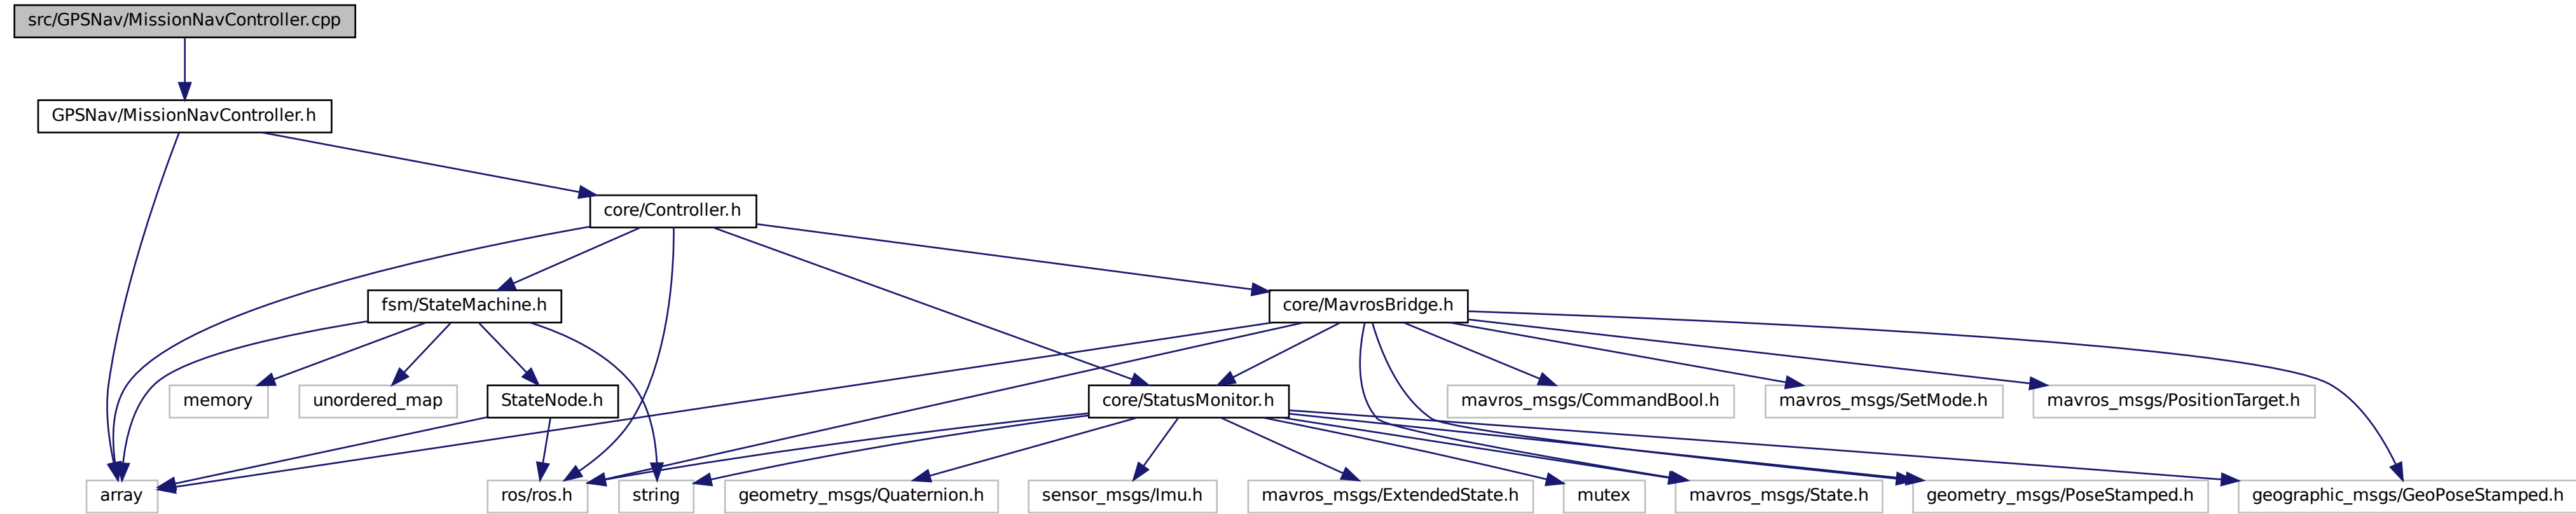 src/GPSNav/MissionNavController.cpp
GPSNav/MissionNavController.h
core/Controller.h
fsm/StateMachine.h
core/MavrosBridge.h
memory
unordered_map
StateNode.h
core/StatusMonitor.h
mavros_msgs/CommandBool.h
mavros_msgs/SetMode.h
mavros_msgs/PositionTarget.h
array
ros/ros.h
string
geometry_msgs/Quaternion.h
sensor_msgs/Imu.h
mavros_msgs/ExtendedState.h
mutex
mavros_msgs/State.h
geometry_msgs/PoseStamped.h
geographic_msgs/GeoPoseStamped.h